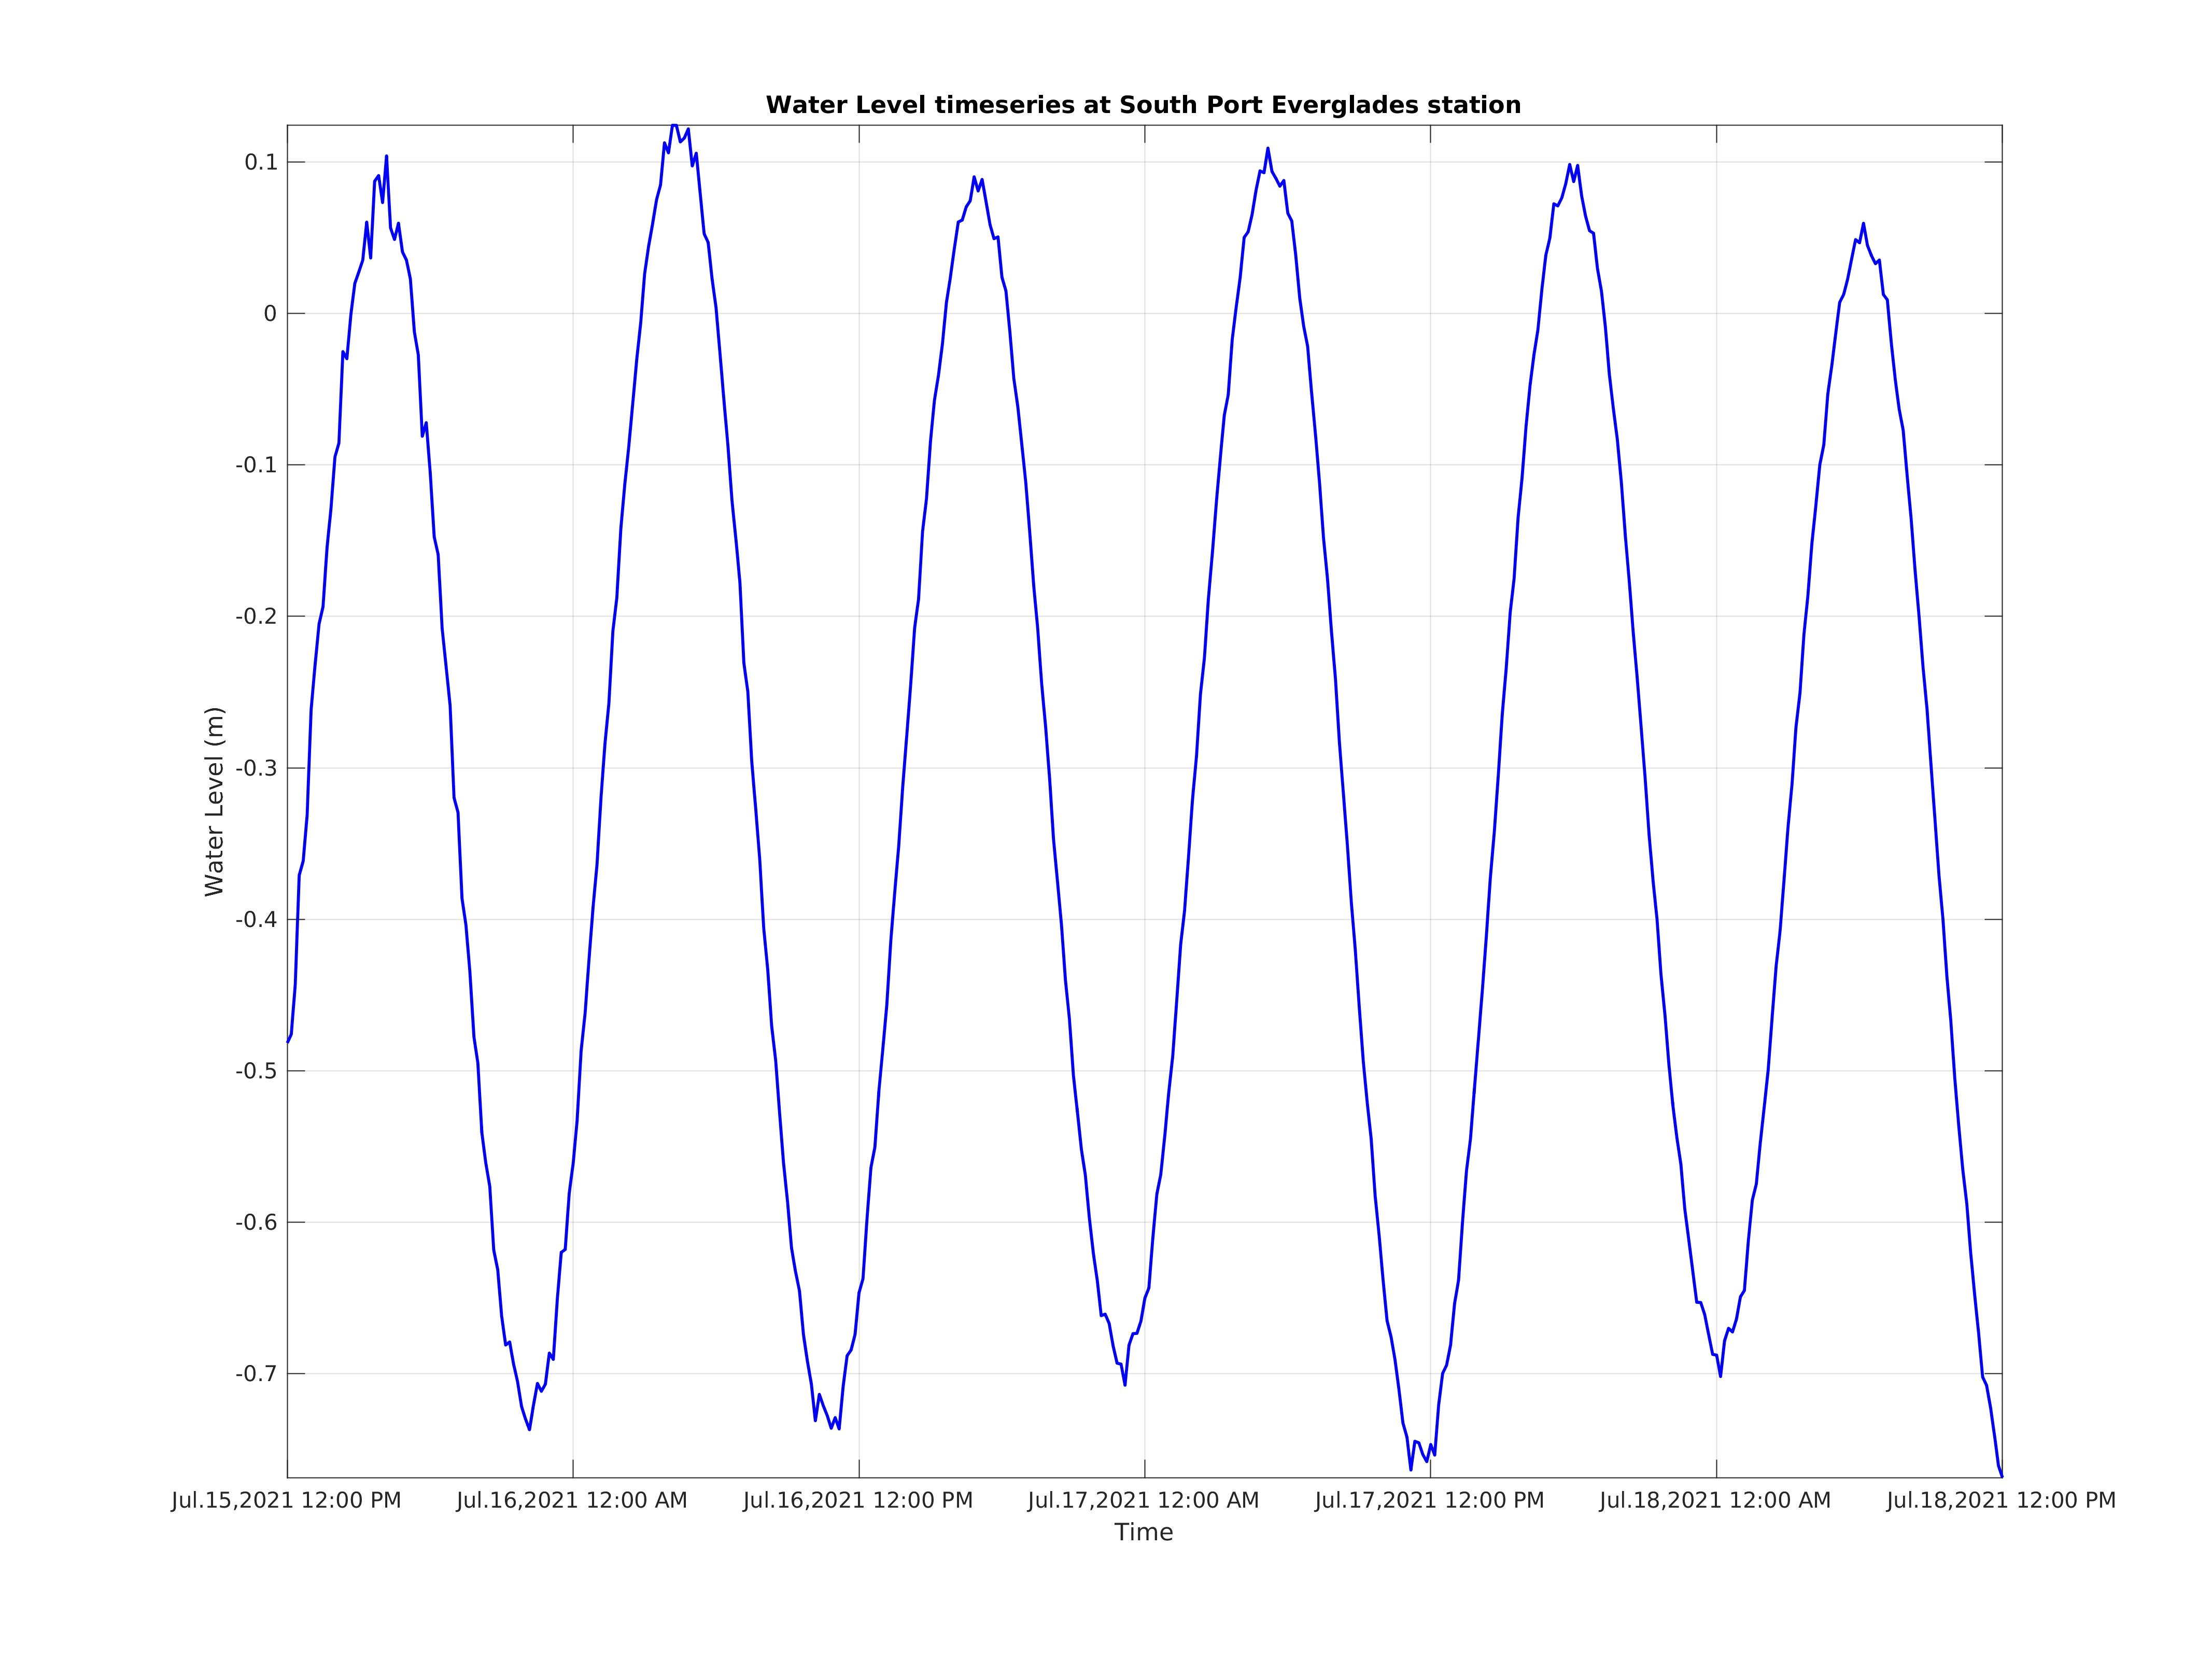 Water Level timeseries at South Port Everglades station
0.1
0
-0.1
-0.2
-0.3
-0.4
-0.5
-0.6
-0.7
Water Level (m)
Jul.15,2021 12:00 PM
Jul.16,2021 12:00 AM
Jul.16,2021 12:00 PM
Jul.17,2021 12:00 AM
Jul.17,2021 12:00 PM
Jul.18,2021 12:00 AM
Jul.18,2021 12:00 PM
Time